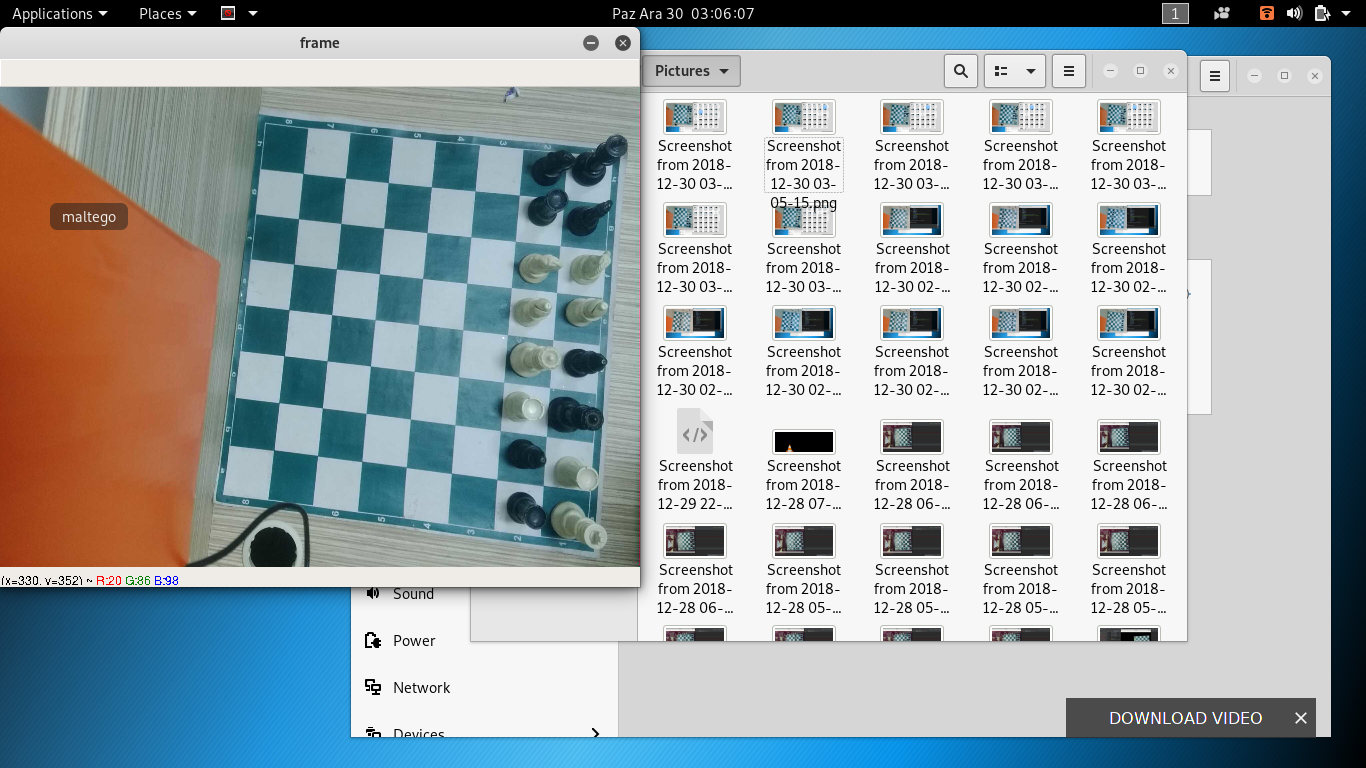 Applications
Places
Paz Ara 30 03:06:07
1
frame
Pictures
maltego
Screenshot
from 2018-
12-30 03-...
Screenshot
from 2018-
12-30 03-
05-15.png
Screenshot
from 2018-
12-30 03-...
Screenshot
from 2018-
12-30 03-...
Screenshot
from 2018-
12-30 03-...
Screenshot
from 2018-
12-30 03-...
Screenshot
from 2018-
12-30 03-...
Screenshot
from 2018-
12-30 02-...
Screenshot
from 2018-
12-30 02-...
Screenshot
from 2018-
12-30 02-...
Screenshot
from 2018-
12-30 02-...
Screenshot
from 2018-
12-30 02-...
Screenshot
from 2018-
12-30 02-...
Screenshot
from 2018-
12-30 02-...
Screenshot
from 2018-
12-30 02-...
Screenshot
from 2018-
12-29 22-...
Screenshot
from 2018-
12-28 07-...
Screenshot
from 2018-
12-28 06-...
Screenshot
from 2018-
12-28 06-...
Screenshot
from 2018-
12-28 06-...
Screenshot
from 2018-
12-28 06-...
Screenshot
from 2018-
12-28 05-...
Screenshot
from 2018-
12-28 05-...
Screenshot
from 2018-
12-28 05-...
Screenshot
from 2018-
12-28 05-...
(x=330, y=352) ~ R:20 G:86 B:98
Sound
Power
Network
Devices
DOWNLOAD VIDEO